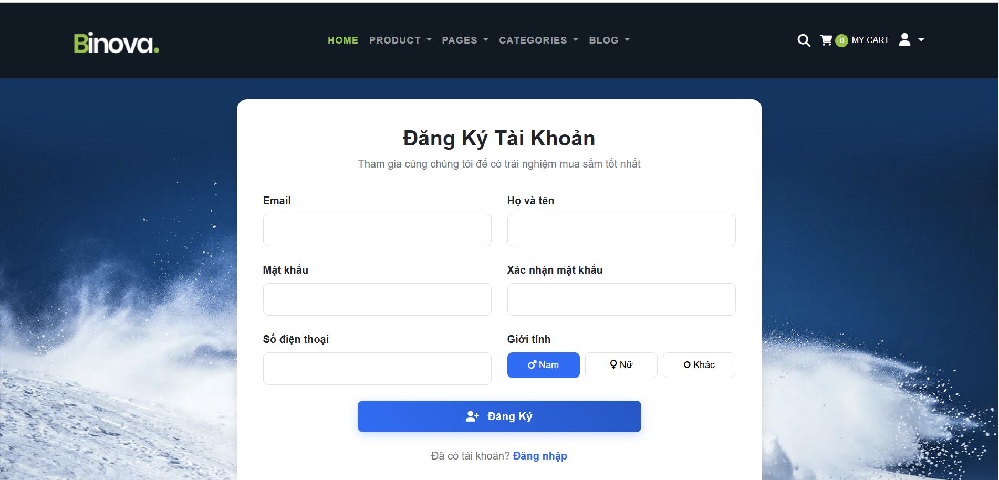 Binova.
HOME PRODUCT PAGES CATEGORIES BLOG
0 MY CART
Đăng Ký Tài Khoản
Tham gia cùng chúng tôi để có trải nghiệm mua sắm tốt nhất
Email
Họ và tên
Mật khẩu
Xác nhận mật khẩu
Số điện thoại
Giới tính
Nam
Nữ
Khác
Đăng Ký
Đã có tài khoản? Đăng nhập